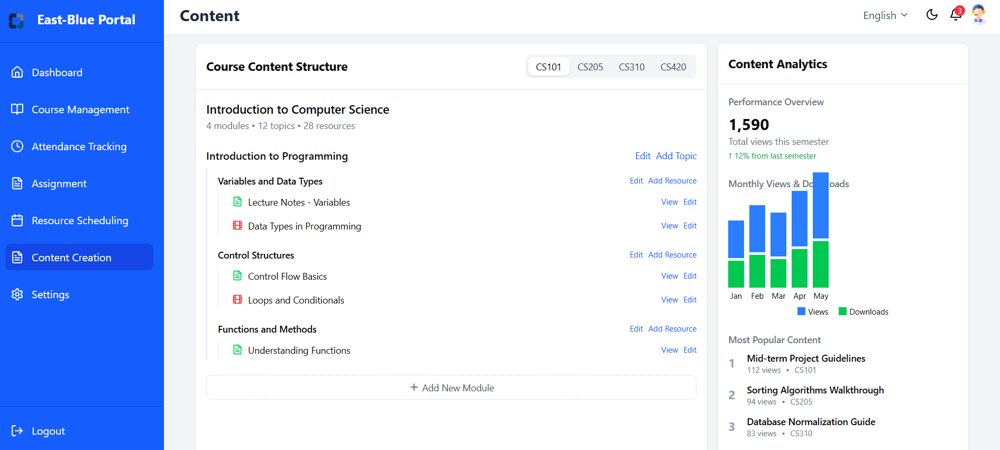 East-Blue Portal
Dashboard
Course Management
Attendance Tracking
Assignment
Resource Scheduling
Content Creation
Settings
Logout
Content
English
3
Course Content Structure
CS101 CS205 CS310 CS420
Introduction to Computer Science
4 modules • 12 topics • 28 resources
Introduction to Programming Edit Add Topic
Variables and Data Types Edit Add Resource
Lecture Notes - Variables View Edit
Data Types in Programming View Edit
Control Structures Edit Add Resource
Control Flow Basics View Edit
Loops and Conditionals View Edit
Functions and Methods Edit Add Resource
Understanding Functions View Edit
+ Add New Module
Content Analytics
Performance Overview
1,590
Total views this semester
↑ 12% from last semester
Monthly Views &
Jan Feb Mar Apr May
Views Downloads
Most Popular Content
1 Mid-term Project Guidelines
112 views • CS101
2 Sorting Algorithms Walkthrough
94 views • CS205
3 Database Normalization Guide
83 views • CS310